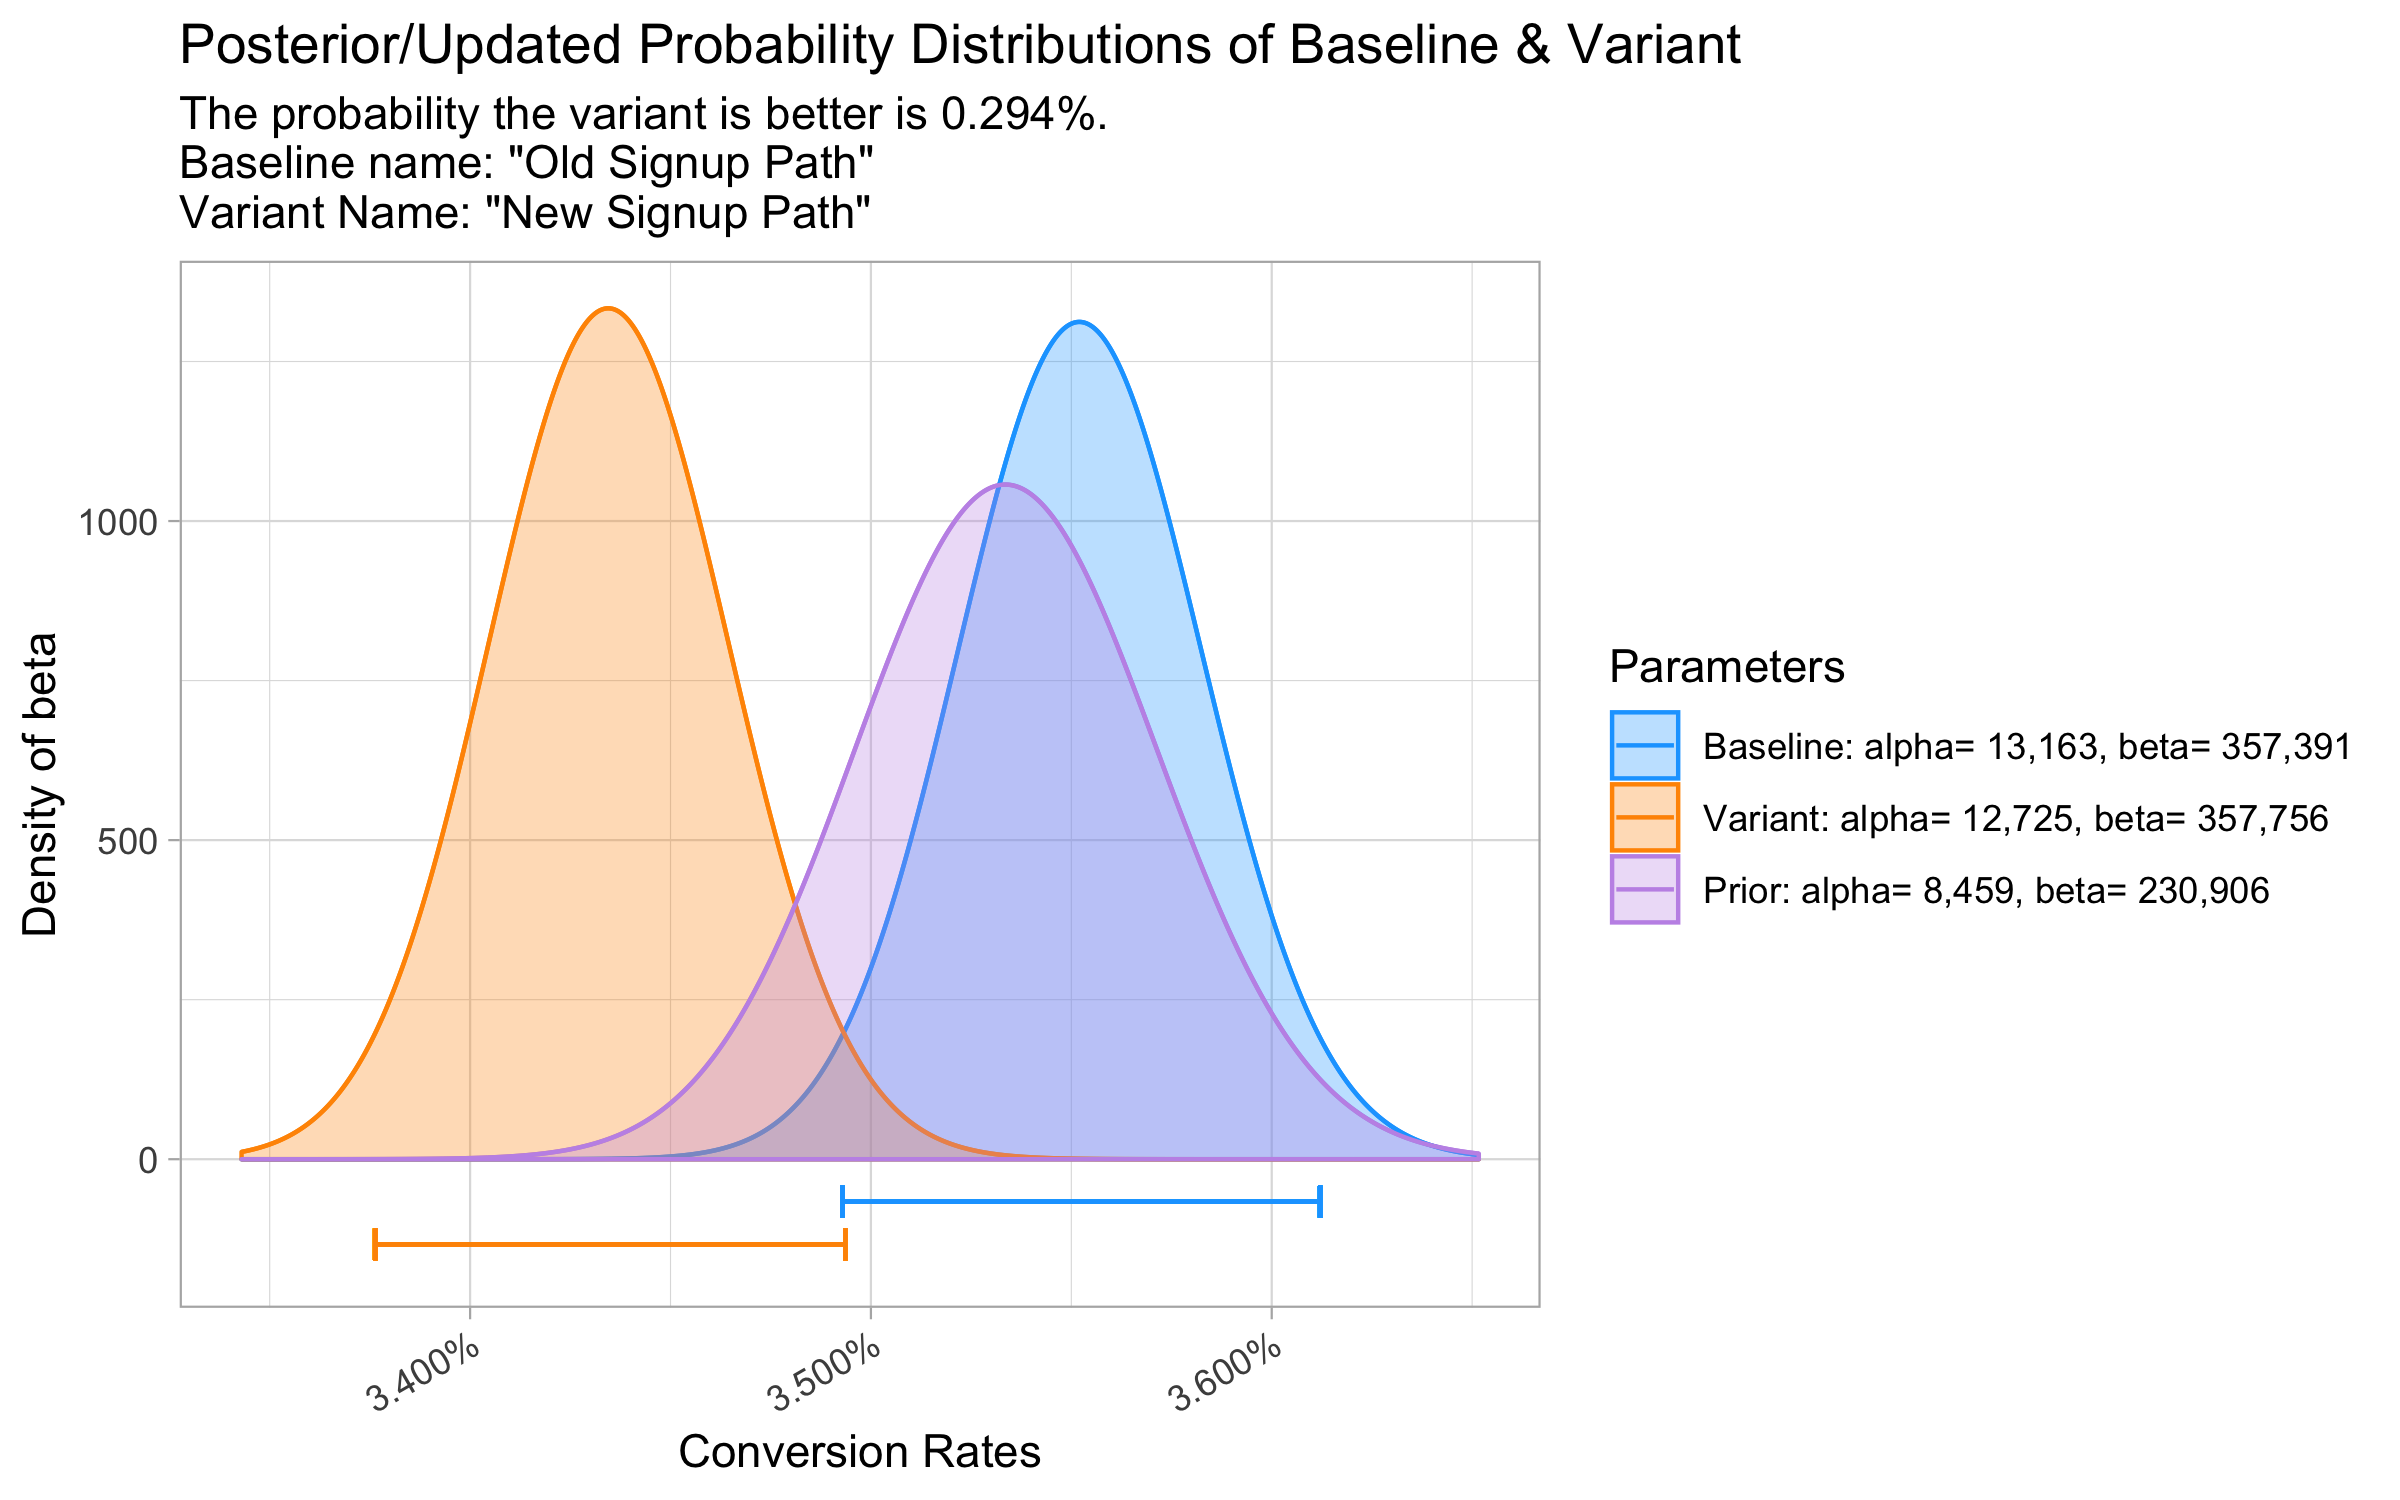 Posterior/Updated Probability Distributions of Baseline & Variant
The probability the variant is better is 0.294%.
Baseline name: "Old Signup Path"
Variant Name: "New Signup Path"
Density of beta
1000
500
0
3.400%
3.500%
3.600%
Conversion Rates
Parameters
Baseline: alpha= 13,163, beta= 357,391
Variant: alpha= 12,725, beta= 357,756
Prior: alpha= 8,459, beta= 230,906